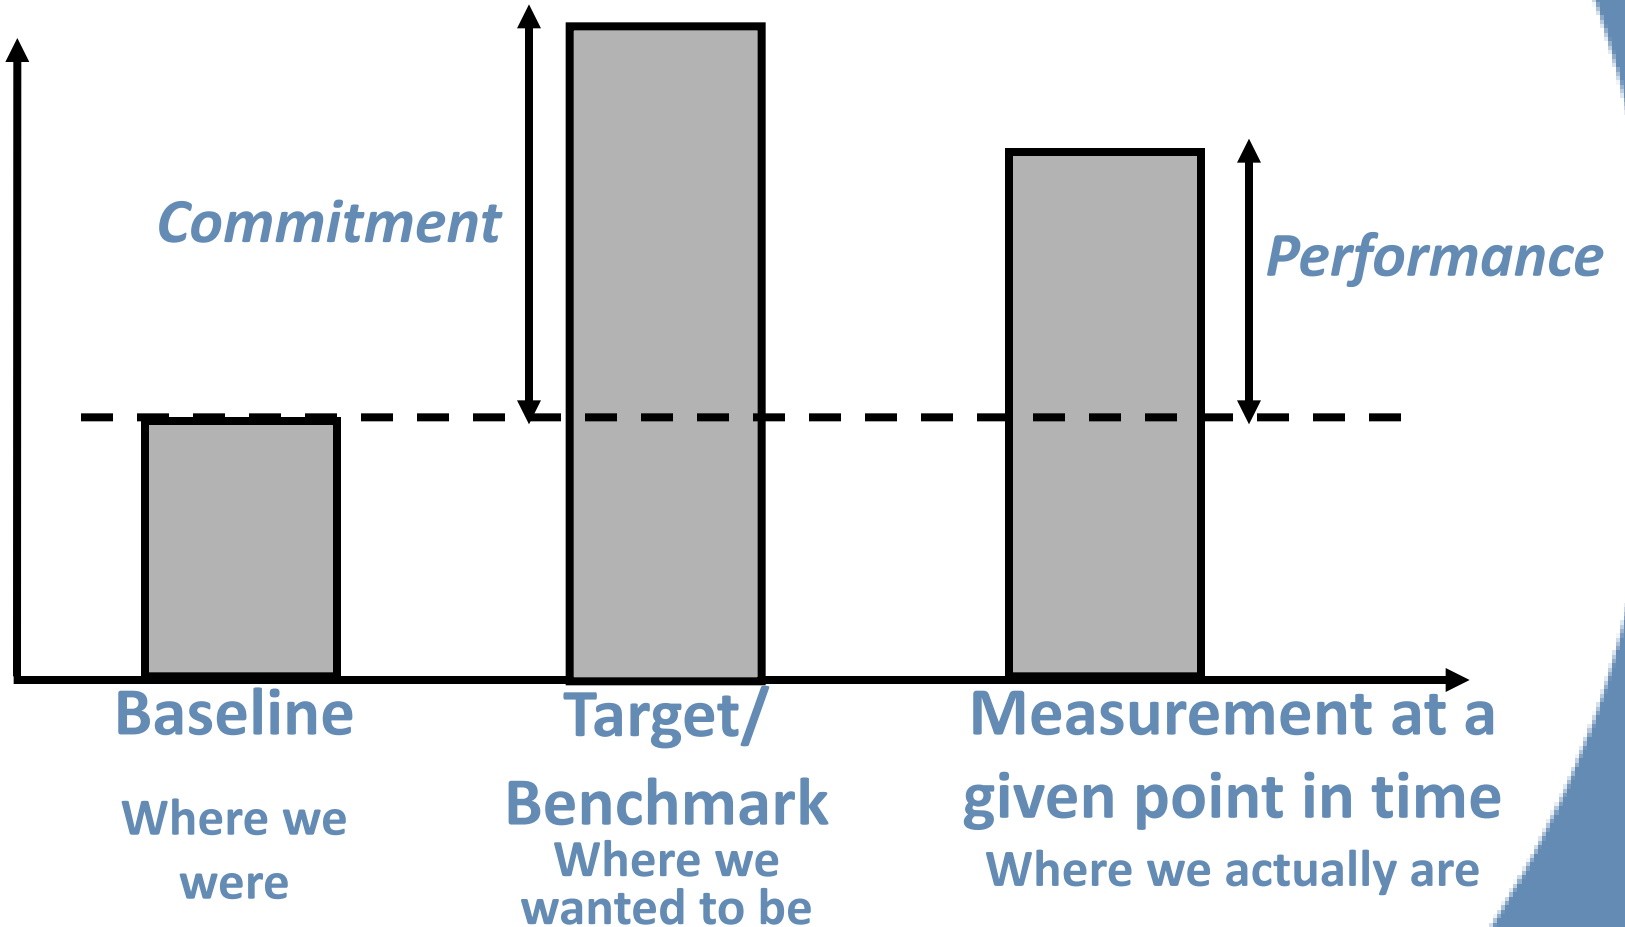 Commitment
Performance
Baseline
Where we
were
Target/
Benchmark
Where we
wanted to be
Measurement at a
given point in time
Where we actually are